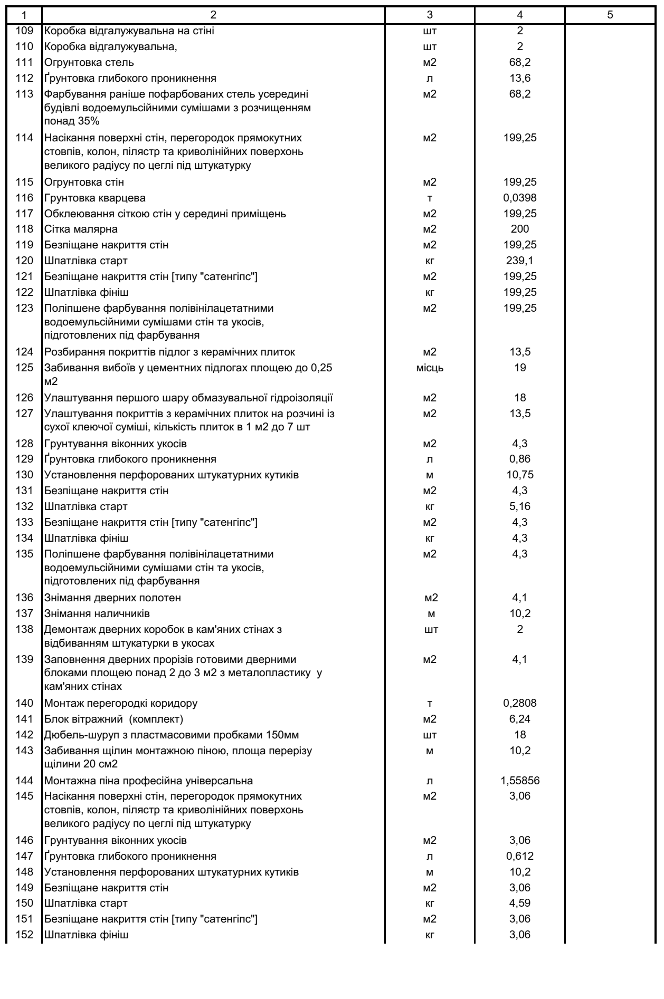 1 2 3 4 5
109 Коробка відгалужувальна на стіні шт 2
110 Коробка відгалужувальна, шт 2
111 Огрунтовка стель м2 68,2
112 Ґрунтовка глибокого проникнення л 13,6
113 Фарбування раніше пофарбованих стель усередині м2 68,2
будівлі водоемульсійними сумішами з розчищенням
понад 35%
114 Насікання поверхні стін, перегородок прямокутних м2 199,25
стовпів, колон, пілястр та криволінійних поверхонь
великого радіусу по цеглі під штукатурку
115 Огрунтовка стін м2 199,25
116 Грунтовка кварцева т 0,0398
117 Обклеювання сіткою стін у середині приміщень м2 199,25
118 Сітка малярна м2 200
119 Безпіщане накриття стін м2 199,25
120 Шпатлівка старт кг 239,1
121 Безпіщане накриття стін [типу "сатенгіпс"] м2 199,25
122 Шпатлівка фініш кг 199,25
123 Поліпшене фарбування полівінілацетатними м2 199,25
водоемульсійними сумішами стін та укосів,
підготовлених під фарбування
124 Розбирання покриттів підлог з керамічних плиток м2 13,5
125 Забивання вибоїв у цементних підлогах площею до 0,25 місць 19
м2
126 Улаштування першого шару обмазувальної гідроізоляції м2 18
127 Улаштування покриттів з керамічних плиток на розчині із м2 13,5
сухої клеючої суміші, кількість плиток в 1 м2 до 7 шт
128 Грунтування віконних укосів м2 4,3
129 Ґрунтовка глибокого проникнення л 0,86
130 Установлення перфорованих штукатурних кутиків м 10,75
131 Безпіщане накриття стін м2 4,3
132 Шпатлівка старт кг 5,16
133 Безпіщане накриття стін [типу "сатенгіпс"] м2 4,3
134 Шпатлівка фініш кг 4,3
135 Поліпшене фарбування полівінілацетатними м2 4,3
водоемульсійними сумішами стін та укосів,
підготовлених під фарбування
136 Знімання дверних полотен м2 4,1
137 Знімання наличників м 10,2
138 Демонтаж дверних коробок в кам'яних стінах з шт 2
відбиванням штукатурки в укосах
139 Заповнення дверних прорізів готовими дверними м2 4,1
блоками площею понад 2 до 3 м2 з металопластику  у
кам'яних стінах
140 Монтаж перегородкі коридору т 0,2808
141 Блок вітражний  (комплект) м2 6,24
142 Дюбель-шуруп з пластмасовими пробками 150мм шт 18
143 Забивання щілин монтажною піною, площа перерізу м 10,2
щілини 20 см2
144 Монтажна піна професійна універсальна л 1,55856
145 Насікання поверхні стін, перегородок прямокутних м2 3,06
стовпів, колон, пілястр та криволінійних поверхонь
великого радіусу по цеглі під штукатурку
146 Грунтування віконних укосів м2 3,06
147 Ґрунтовка глибокого проникнення л 0,612
148 Установлення перфорованих штукатурних кутиків м 10,2
149 Безпіщане накриття стін м2 3,06
150 Шпатлівка старт кг 4,59
151 Безпіщане накриття стін [типу "сатенгіпс"] м2 3,06
152 Шпатлівка фініш кг 3,06